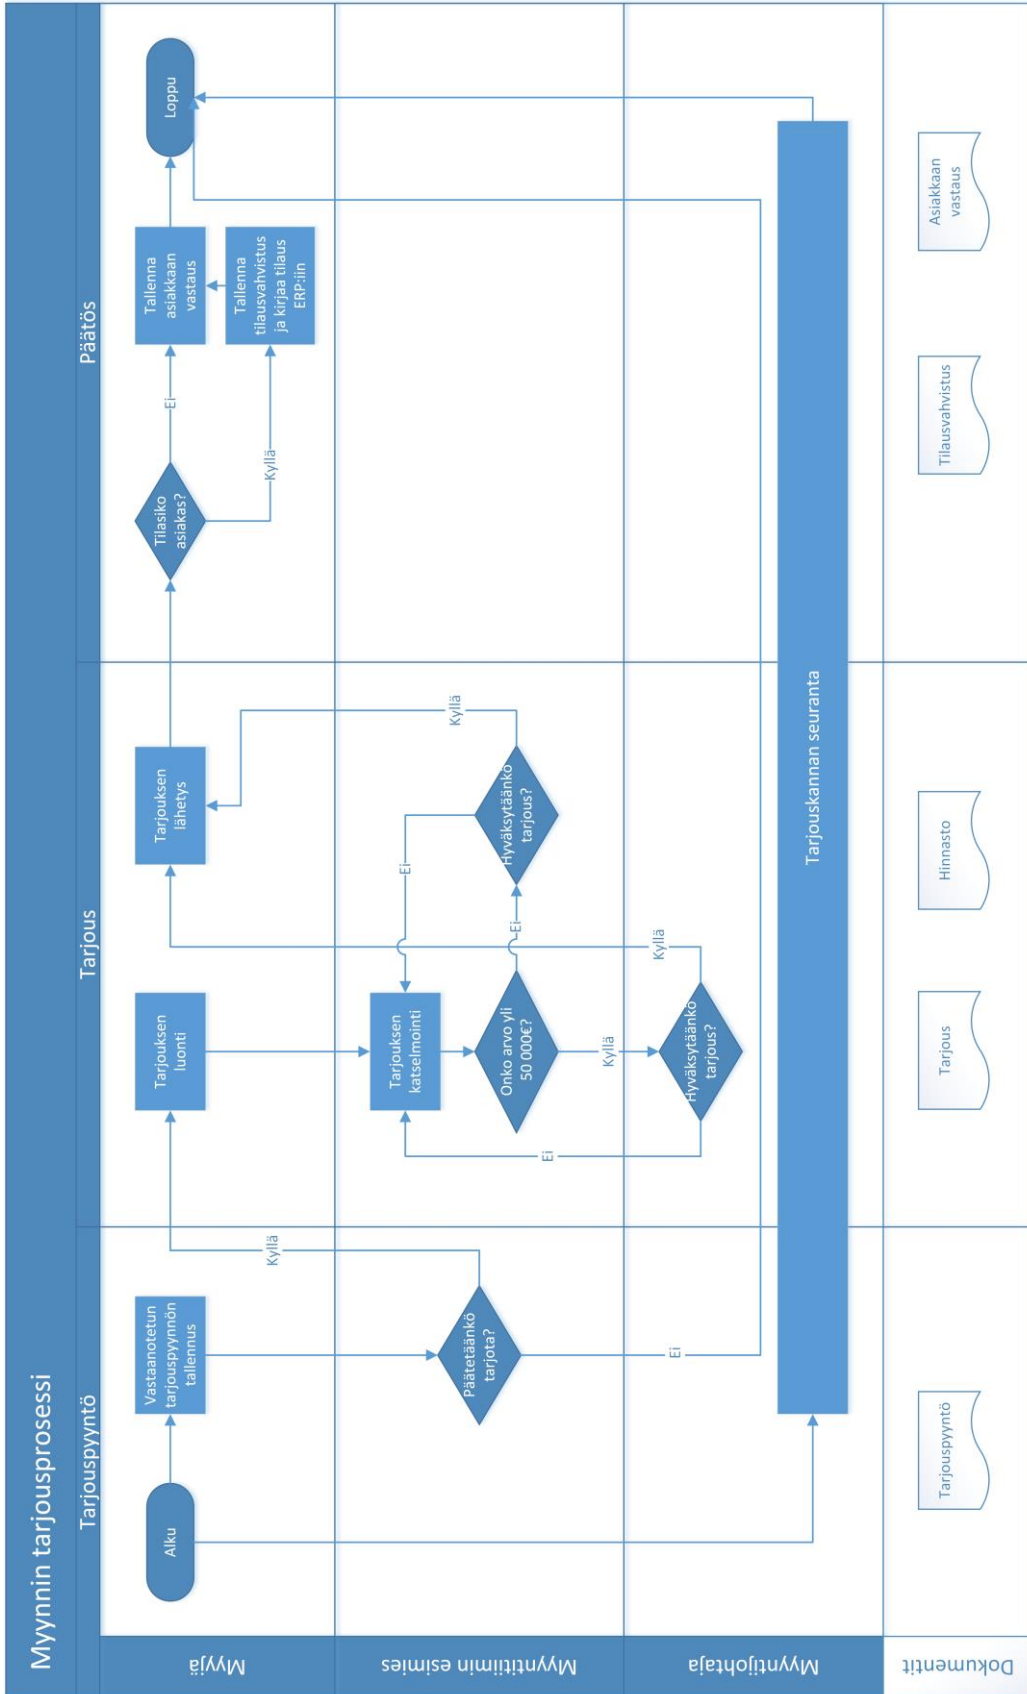 Myynnin tarjousprosessi
Tarjouspyyntö
Tarjous
Päätös
Myyjä
Alku
Vastaanotetun
tarjouspyynnön
tallennus
Tarjouksen
luonti
Tarjouksen
lähetys
Tilasiko
asiakas?
Ei
Kyllä
Tallenna
asiakkaan
vastaus
Tallenna
tilausvahvistus
ja kirjaa tilaus
ERP:iin
Loppu
Myyntitiimin esimies
Päätetäänkö
tarjota?
Kyllä
Ei
Tarjouksen
katselmointi
Onko arvo yli
50 000€?
Ei
Kyllä
Hyväksytäänkö
tarjous?
Ei
Kyllä
Myyntijohtaja
Hyväksytäänkö
tarjous?
Ei
Kyllä
Tarjouskannan seuranta
Dokumentit
Tarjouspyyntö
Tarjous
Hinnasto
Tilausvahvistus
Asiakkaan
vastaus